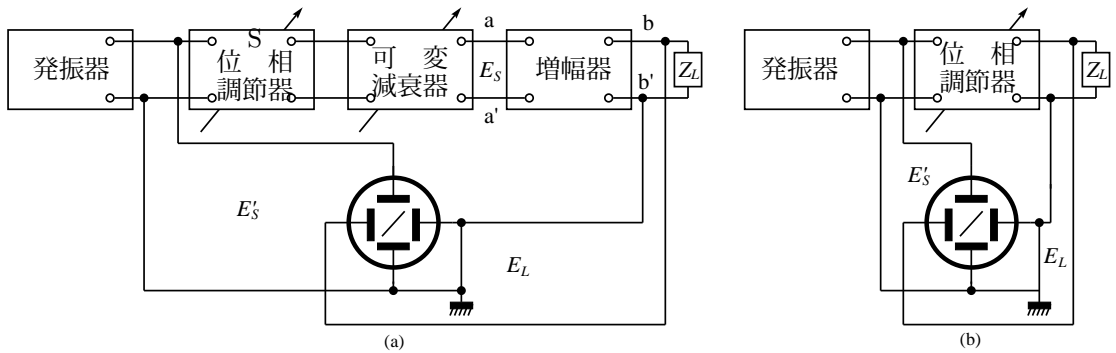 発振器
S
位 相
調節器
可 変
減衰器
a
E_S
a'
増幅器
b
b'
Z_L
E'_S
E_L
(a)
発振器
位 相
調節器
Z_L
E'_S
E_L
(b)